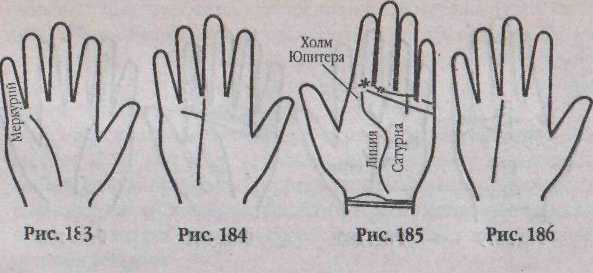 Холм
Юпитера
Меркурий
Линия
Сатурна
Рис. 183
Рис. 184
Рис. 185
Рис. 186